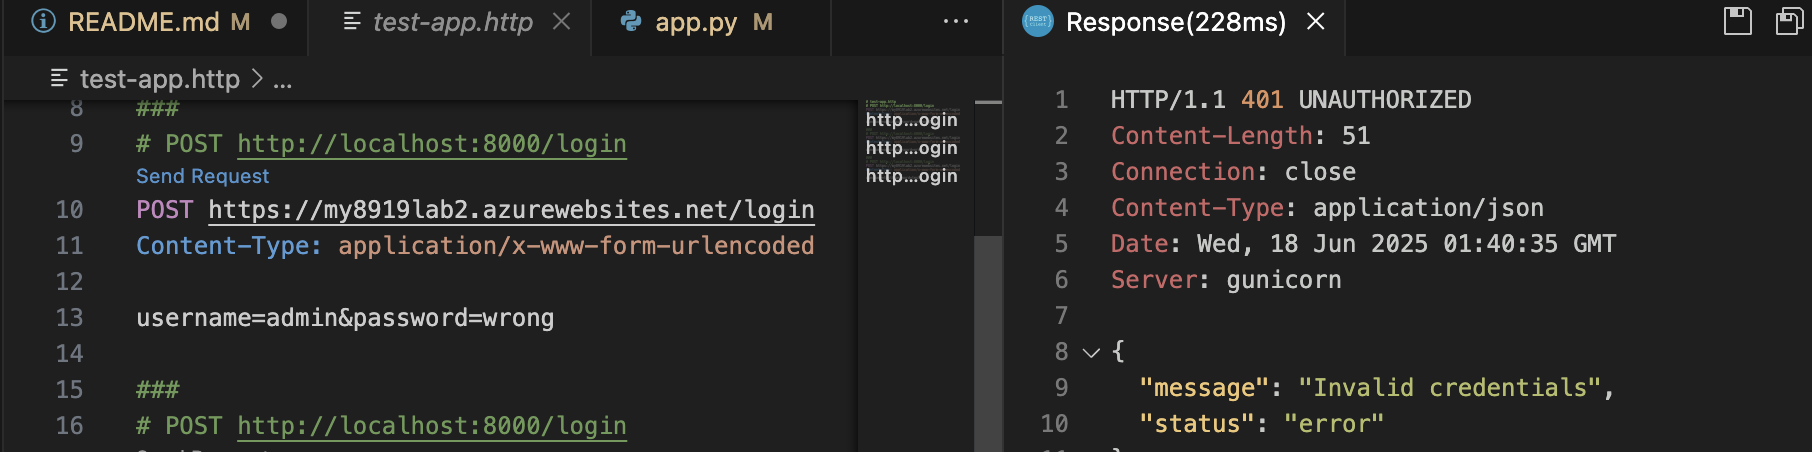 README.md M
test-app.http
app.py M
...
Response(228ms)
test-app.http > ...
8 ###
9 # POST http://localhost:8000/login
Send Request
10 POST https://my8919lab2.azurewebsites.net/login
11 Content-Type: application/x-www-form-urlencoded
12
13 username=admin&password=wrong
14
15 ###
16 # POST http://localhost:8000/login
http...ogin
http...ogin
http...ogin
1 HTTP/1.1 401 UNAUTHORIZED
2 Content-Length: 51
3 Connection: close
4 Content-Type: application/json
5 Date: Wed, 18 Jun 2025 01:40:35 GMT
6 Server: gunicorn
7
8 {
9 "message": "Invalid credentials",
10 "status": "error"